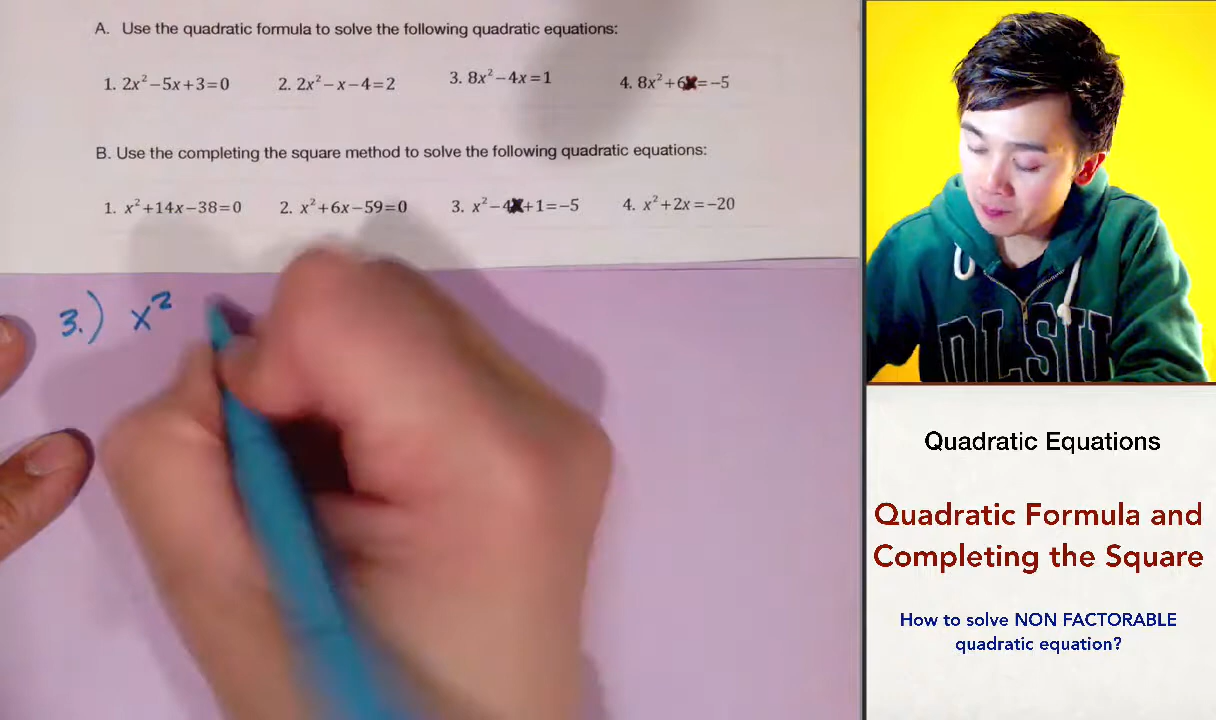 A. Use the quadratic formula to solve the following quadratic equations:
1. 2x²−5x+3=0 2. 2x²−x−4=2 3. 8x²−4x=1 4. 8x²+6x=−5
B. Use the completing the square method to solve the following quadratic equations:
1. x²+14x−38=0 2. x²+6x−59=0 3. x²−4x+1=−5 4. x²+2x=−20
3.) x²
DLSU
Quadratic Equations
Quadratic Formula and
Completing the Square
How to solve NON FACTORABLE
quadratic equation?